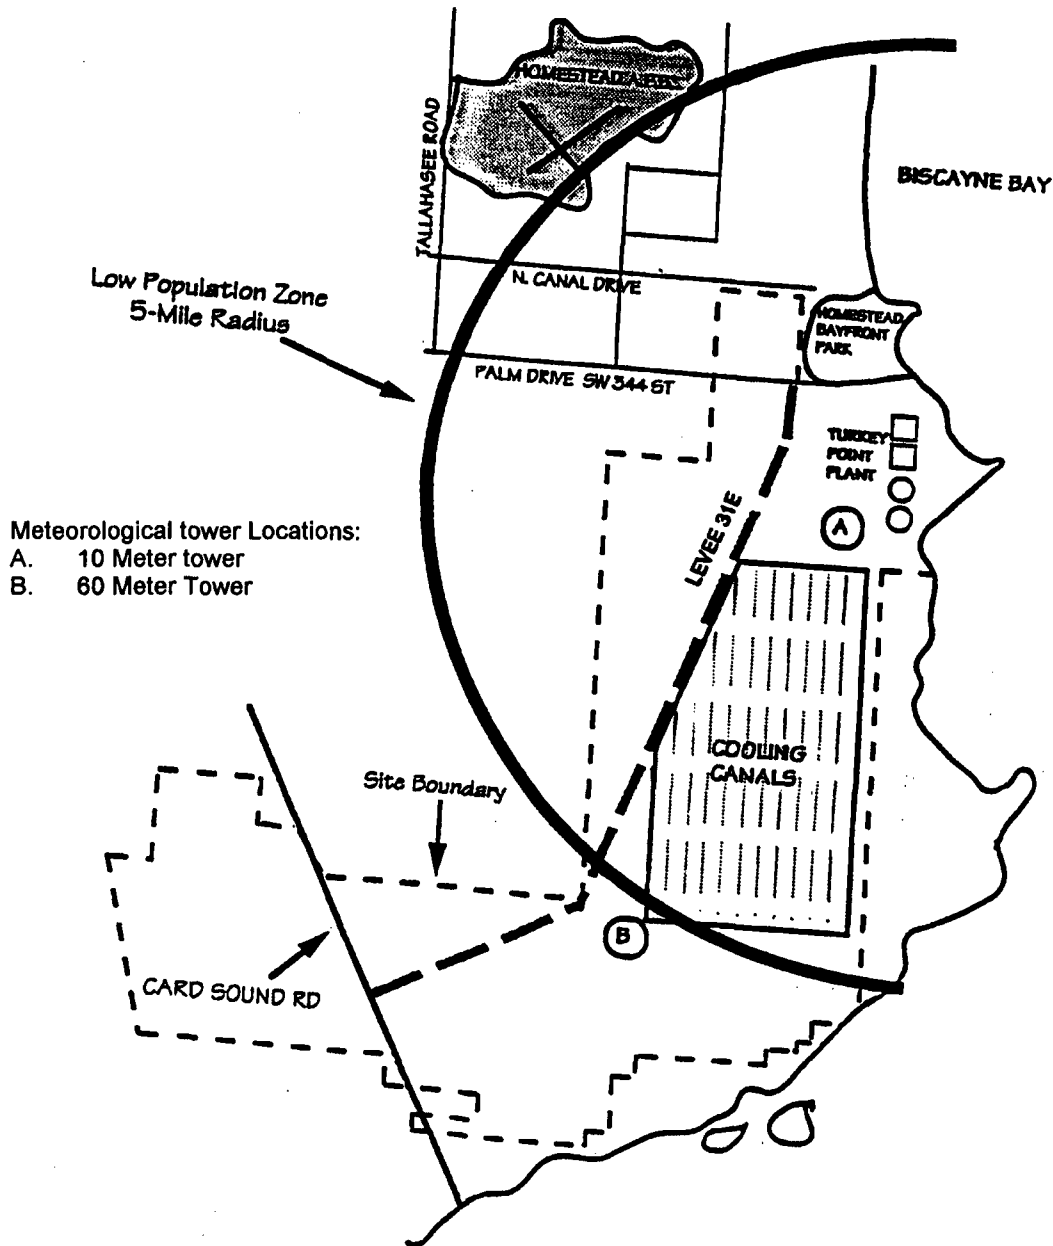 HOMESTEAD A.F.B.
TALLAHASEE ROAD
BISCAYNE BAY
Low Population Zone
5-Mile Radius
N. CANAL DRIVE
HOMESTEAD
BAYFRONT
PARK
PALM DRIVE SW 344 ST
TURKEY
POINT
PLANT
A
LEVEE 31E
Meteorological tower Locations:
A. 10 Meter tower
B. 60 Meter Tower
COOLING
CANALS
Site Boundary
B
CARD SOUND RD